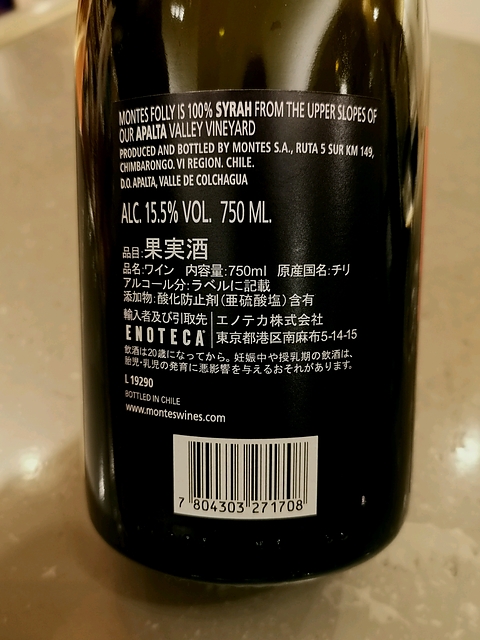 MONTES FOLLY IS 100% SYRAH FROM THE UPPER SLOPES OF
OUR APALTA VALLEY VINEYARD
PRODUCED AND BOTTLED BY MONTES S.A., RUTA 5 SUR KM 149,
CHIMBARONGO. VI REGION. CHILE.
D.O. APALTA, VALLE DE COLCHAGUA
ALC. 15.5% VOL. 750 ML.
品目:果実酒
品名:ワイン 内容量:750ml 原産国名:チリ
アルコール分:ラベルに記載
添加物:酸化防止剤(亜硫酸塩)含有
輸入者及び引取先
ENOTECA
エノテカ株式会社
東京都港区南麻布5-14-15
飲酒は20歳になってから。妊娠中や授乳期の飲酒は、
胎児・乳児の発育に悪影響を与えるおそれがあります。
L 19290
BOTTLED IN CHILE
www.monteswines.com
7 804303 271708